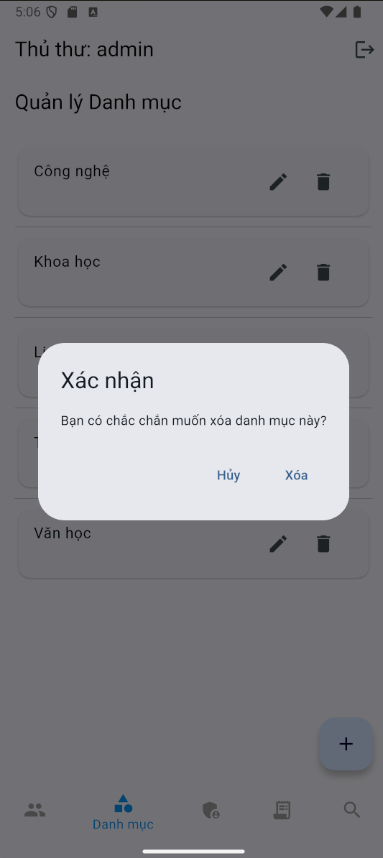 5:06
Thủ thư: admin
Quản lý Danh mục
Công nghệ
Khoa học
Xác nhận
Bạn có chắc chắn muốn xóa danh mục này?
Hủy
Xóa
Văn học
Danh mục